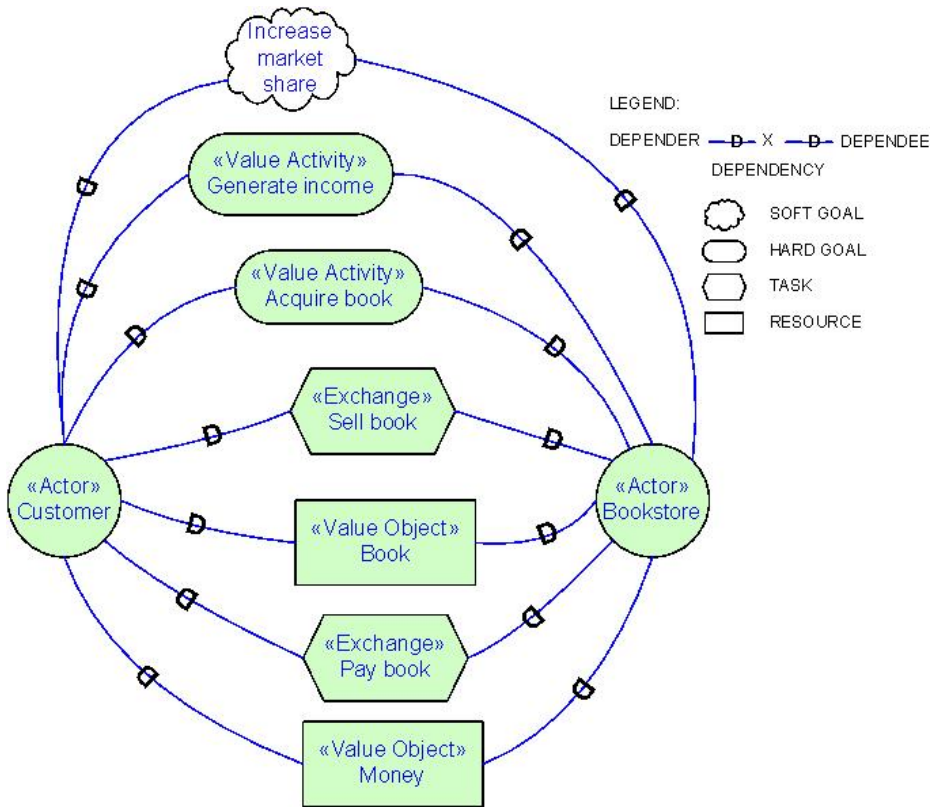 Increase
market
share
LEGEND:
DEPENDER D X D DEPENDEE
DEPENDENCY
SOFT GOAL
HARD GOAL
TASK
RESOURCE
«Value Activity»
Generate income
D
D
D
D
«Value Activity»
Acquire book
D
D
«Exchange»
Sell book
D
D
«Actor»
Customer
«Actor»
Bookstore
«Value Object»
Book
D
D
«Exchange»
Pay book
D
D
«Value Object»
Money
D
D